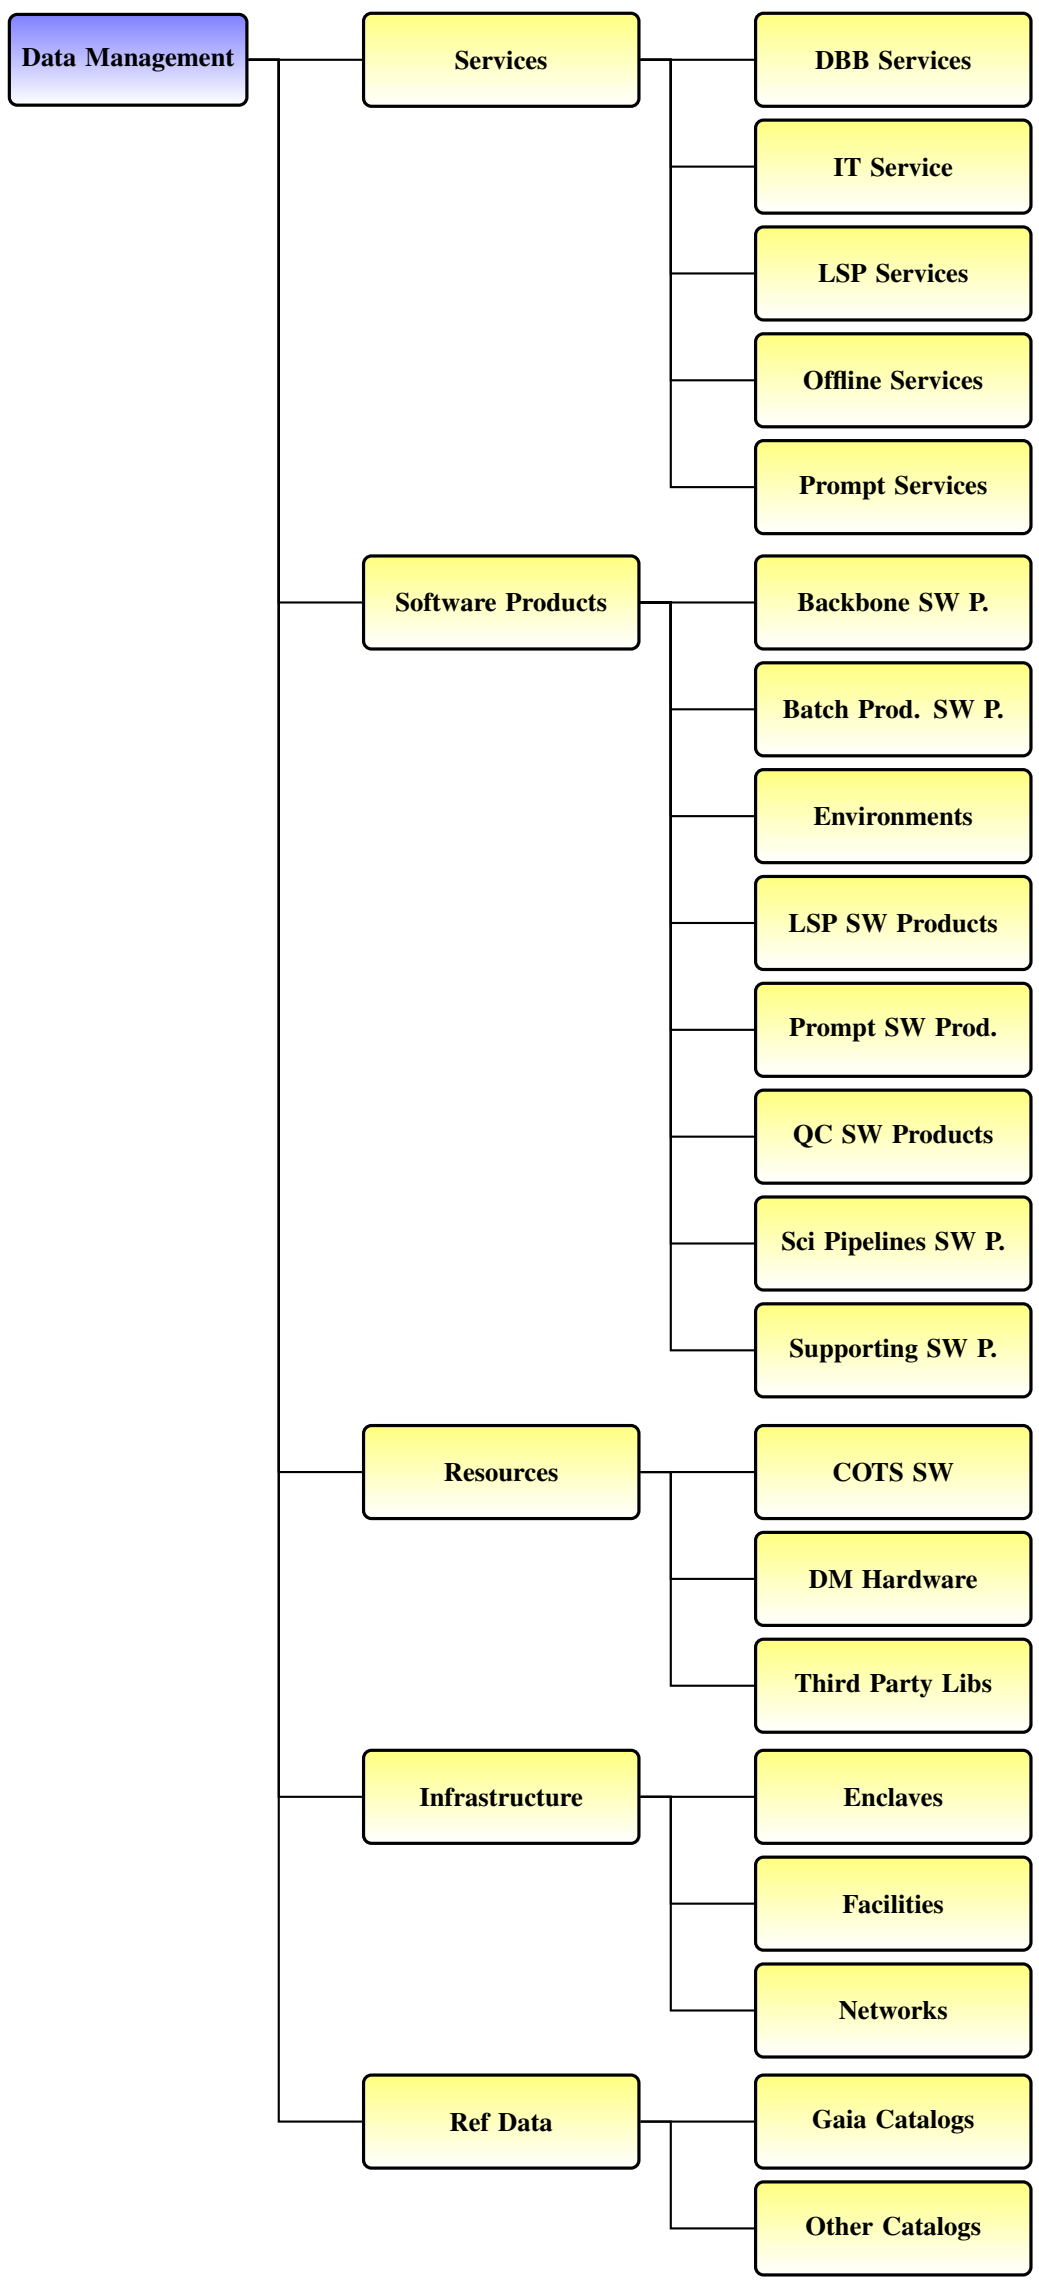 Data Management
Services
DBB Services
IT Service
LSP Services
Offline Services
Prompt Services
Software Products
Backbone SW P.
Batch Prod. SW P.
Environments
LSP SW Products
Prompt SW Prod.
QC SW Products
Sci Pipelines SW P.
Supporting SW P.
Resources
COTS SW
DM Hardware
Third Party Libs
Infrastructure
Enclaves
Facilities
Networks
Ref Data
Gaia Catalogs
Other Catalogs